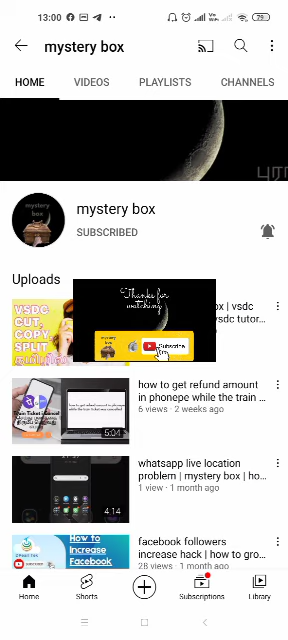 13:00
79
mystery box
HOME VIDEOS PLAYLISTS CHANNELS
mystery box
mystery box
SUBSCRIBED
Uploads
Thanks for
watching
Subscribe
VSDC
CUT,
COPY,
SPLIT
ox | vsdc
vsdc tutor...
how to get refund amount
in phonepe while the train ...
6 views · 2 weeks ago
5:04
whatsapp live location
problem | mystery box | ho...
1 view · 1 month ago
4:14
How to
Increase
Facebook
facebook followers
increase hack | how to gro...
28 views · 1 month ago
Home Shorts Subscriptions Library